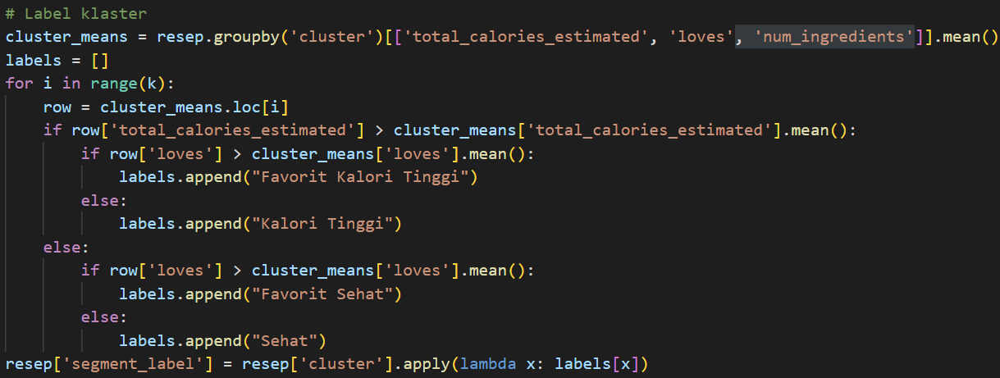 # Label klaster
cluster_means = resep.groupby('cluster')[['total_calories_estimated', 'loves', 'num_ingredients']].mean()
labels = []
for i in range(k):
    row = cluster_means.loc[i]
    if row['total_calories_estimated'] > cluster_means['total_calories_estimated'].mean():
        if row['loves'] > cluster_means['loves'].mean():
            labels.append("Favorit Kalori Tinggi")
        else:
            labels.append("Kalori Tinggi")
    else:
        if row['loves'] > cluster_means['loves'].mean():
            labels.append("Favorit Sehat")
        else:
            labels.append("Sehat")
resep['segment_label'] = resep['cluster'].apply(lambda x: labels[x])